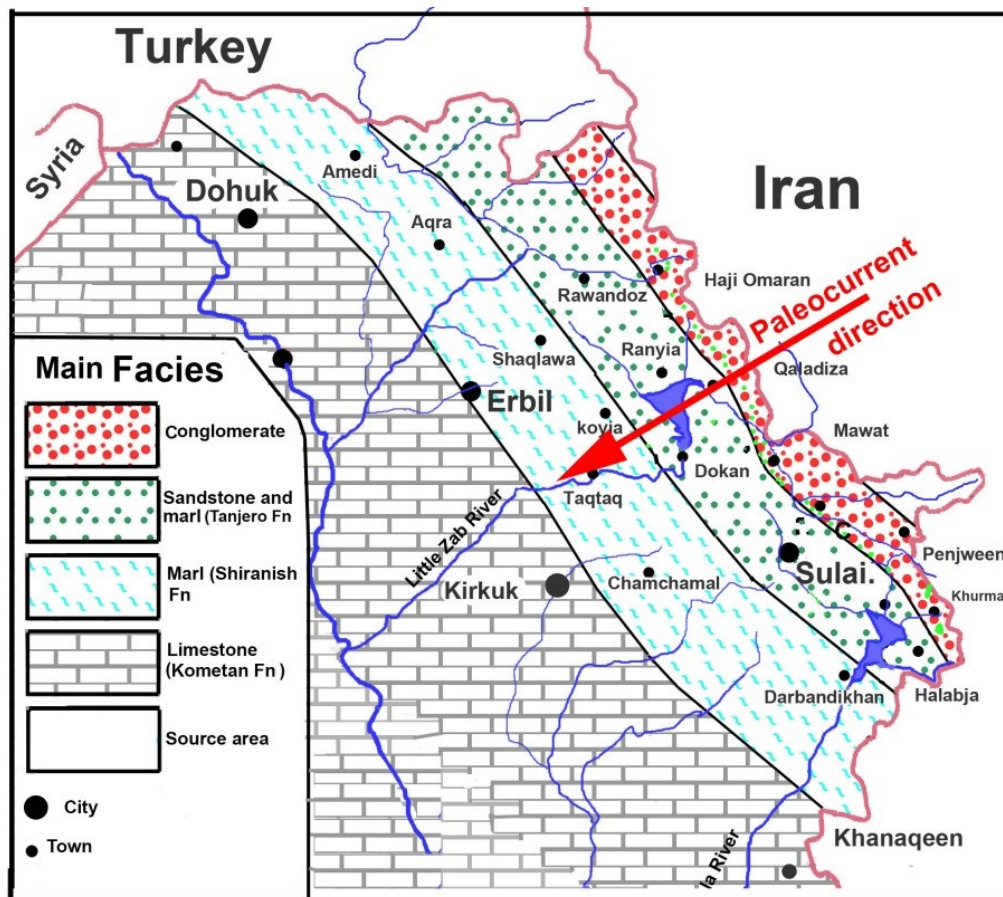 Turkey
Syria
Iran
Dohuk
Amedi
Aqra
Rawandoz
Haji Omaran
Paleocurrent
direction
Shaqlawa
Ranyia
Qaladiza
Erbil
koyia
Mawat
Dokan
Taqtaq
Little Zab River
Penjween
Sulai.
Kirkuk
Chamchamal
Khurma
Darbandikhan
Halabja
Khanaqeen
la River
Main Facies
Conglomerate
Sandstone and
marl (Tanjero Fn
Marl (Shiranish
Fn
Limestone
(Kometan Fn )
Source area
City
Town